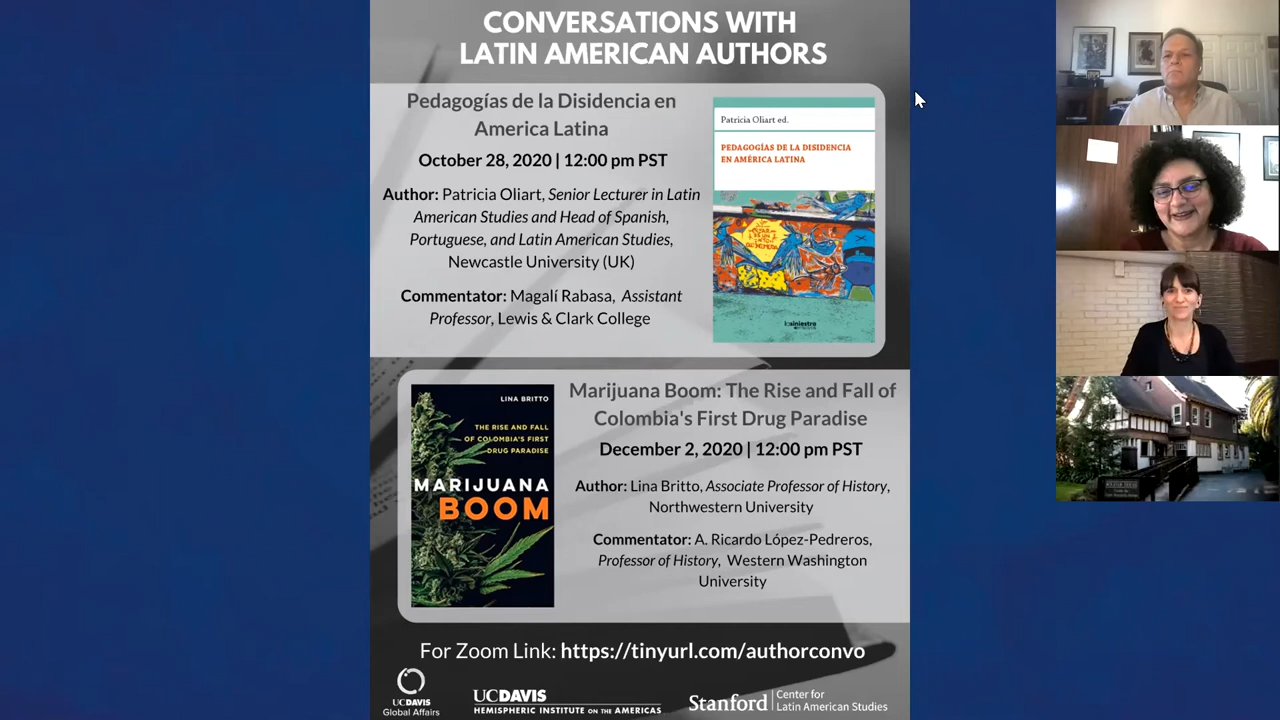 CONVERSATIONS WITH
LATIN AMERICAN AUTHORS
Pedagogías de la Disidencia en
America Latina
October 28, 2020 | 12:00 pm PST
Author: Patricia Oliart, Senior Lecturer in Latin
American Studies and Head of Spanish,
Portuguese, and Latin American Studies,
Newcastle University (UK)
Commentator: Magalí Rabasa, Assistant
Professor, Lewis & Clark College
Patricia Oliart ed.
PEDAGOGÍAS DE LA DISIDENCIA
EN AMÉRICA LATINA
LINA BRITTO
THE RISE AND FALL
OF COLOMBIA'S FIRST
DRUG PARADISE
MARIJUANA
BOOM
Marijuana Boom: The Rise and Fall of
Colombia's First Drug Paradise
December 2, 2020 | 12:00 pm PST
Author: Lina Britto, Associate Professor of History,
Northwestern University
Commentator: A. Ricardo López-Pedreros,
Professor of History, Western Washington
University
For Zoom Link: https://tinyurl.com/authorconvo
UCDAVIS
Global Affairs
UCDAVIS
HEMISPHERIC INSTITUTE ON THE AMERICAS
Stanford
Center for
Latin American Studies